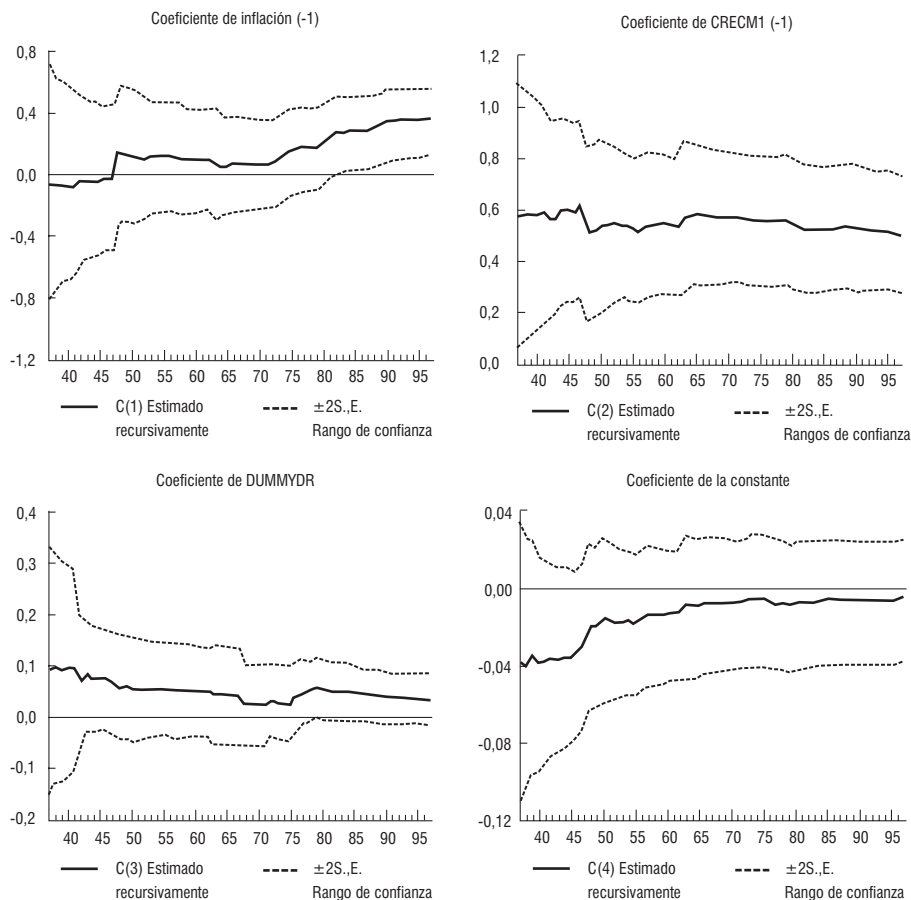 Coeficiente de inflación (-1)
0,8
0,4
0,0
-0,4
-0,8
-1,2
40 45 50 55 60 65 70 75 80 85 90 95
C(1) Estimado recursivamente
±2S.,E. Rango de confianza
Coeficiente de CRECM1 (-1)
1,2
1,0
0,8
0,6
0,4
0,2
0,0
40 45 50 55 60 65 70 75 80 85 90 95
C(2) Estimado recursivamente
±2S.,E. Rangos de confianza
Coeficiente de DUMMYDR
0,4
0,3
0,2
0,1
0,0
-0,1
-0,2
40 45 50 55 60 65 70 75 80 85 90 95
C(3) Estimado recursivamente
±2S.,E. Rango de confianza
Coeficiente de la constante
0,04
0,00
-0,04
-0,08
-0,12
40 45 50 55 60 65 70 75 80 85 90 95
C(4) Estimado recursivamente
±2S.,E. Rango de confianza